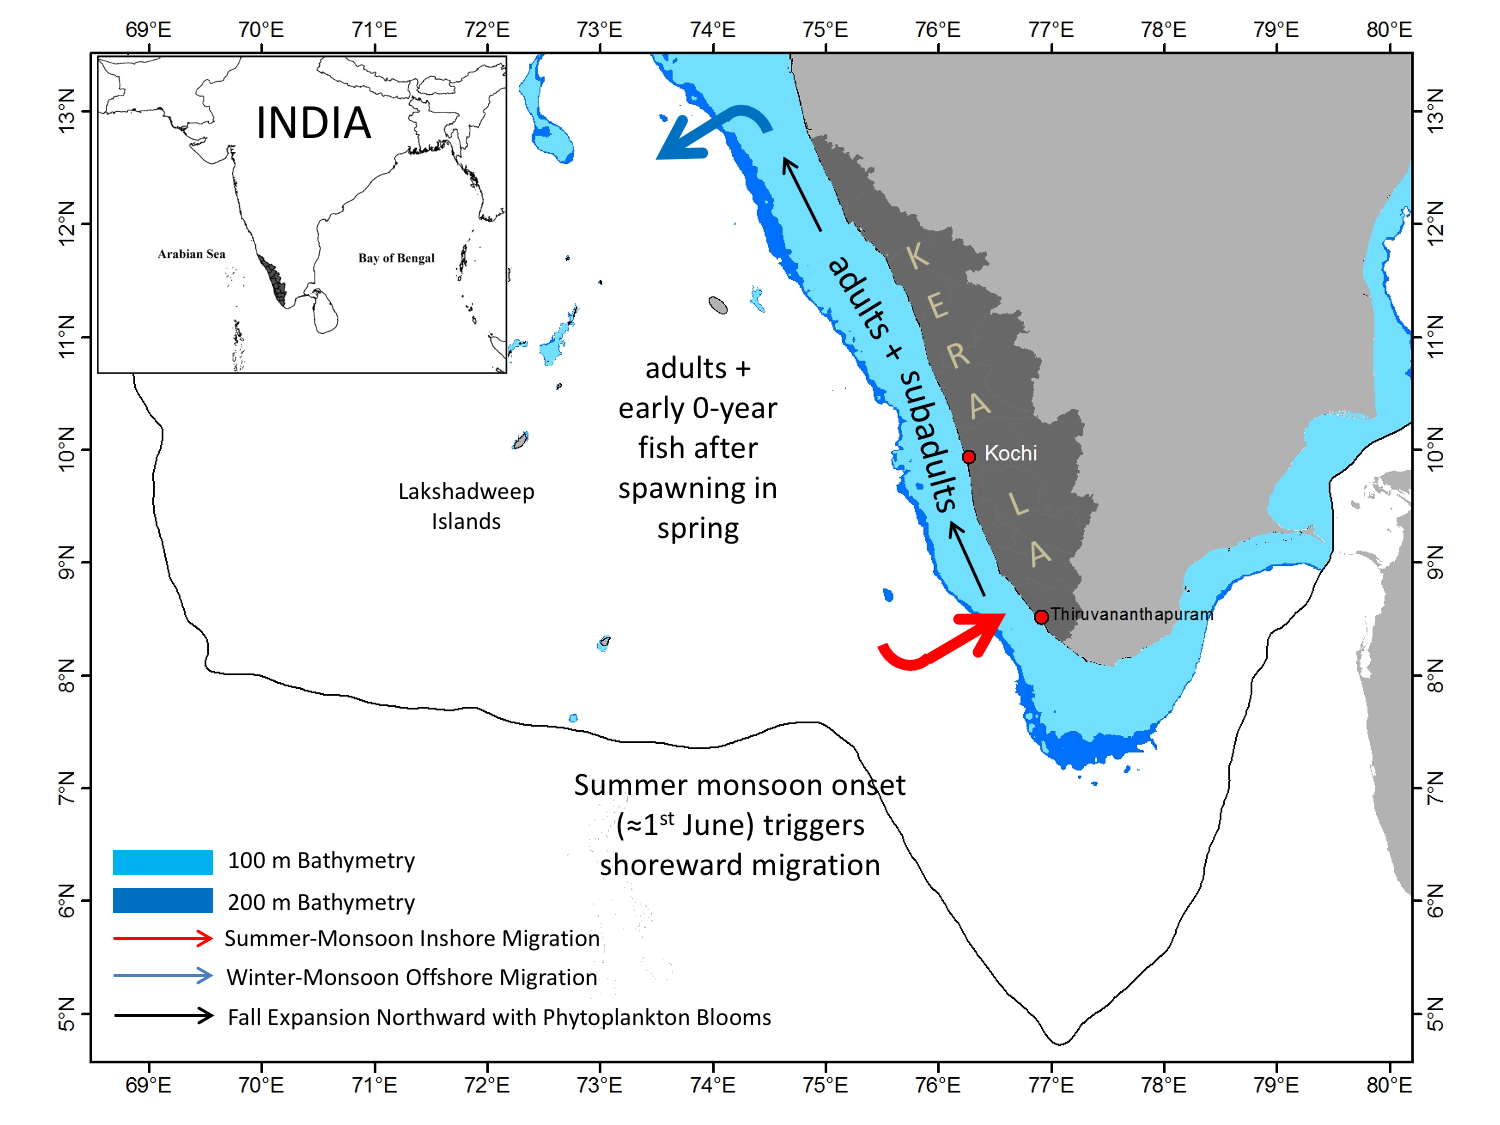 69°E 70°E 71°E 72°E 73°E 74°E 75°E 76°E 77°E 78°E 79°E 80°E
13°N
12°N
11°N
10°N
9°N
8°N
7°N
6°N
5°N
INDIA
Arabian Sea
Bay of Bengal
KERALA
adults + subadults
adults +
early 0-year
fish after
spawning in
spring
Kochi
Lakshadweep
Islands
Thiruvananthapuram
Summer monsoon onset
(≈1st June) triggers
shoreward migration
100 m Bathymetry
200 m Bathymetry
Summer-Monsoon Inshore Migration
Winter-Monsoon Offshore Migration
Fall Expansion Northward with Phytoplankton Blooms
13°N
12°N
11°N
10°N
9°N
8°N
7°N
6°N
5°N
69°E 70°E 71°E 72°E 73°E 74°E 75°E 76°E 77°E 78°E 79°E 80°E